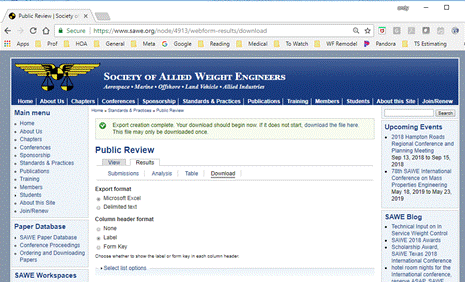 Public Review | Society o
https://www.sawe.org/node/4913/webform-results/download
Apps
Prof
HOA
General
Meta
Google
Reading
Medical
To Watch
WF Remodel
Pandora
TS Estimating
SOCIETY OF ALLIED WEIGHT ENGINEERS
Aerospace • Marine • Offshore • Land Vehicle • Allied Industries
Home | About Us | Chapters | Conferences | Sponsorship | Standards & Practices | Publications | Training | Members | Students | About this Site | Join/Renew
Main menu
Home
About Us
Chapters
Conferences
Sponsorship
Standards & Practices
Publications
Training
Members
Students
About this Site
Join/Renew
Paper Database
SAWE Paper Database
Conference Proceedings
Ordering and Downloading
Papers
SAWE Workspaces
Home » Standards & Practices » Public Review
Export creation complete. Your download should begin now. If it does not start, download the file here.
This file may only be downloaded once.
Public Review
View
Results
Submissions
Analysis
Table
Download
Export format
Microsoft Excel
Delimited text
Column header format
None
Label
Form Key
Choose whether to show the label or form key in each column header.
Select list options
Search
Upcoming Events
2018 Hampton Roads
Regional Conference and
Planning Meeting
Sep 13, 2018 to Sep 15,
2018
78th SAWE International
Conference on Mass
Properties Engineering
May 18, 2019 to May 23,
2019
SAWE Blog
Technical Input on In
Service Weight Control
SAWE 2018 Awards
Scholarship Award,
SAWE Texas 2018
International Conference
hotel room nights for the
International conference,
reserve ASAP, SAWE